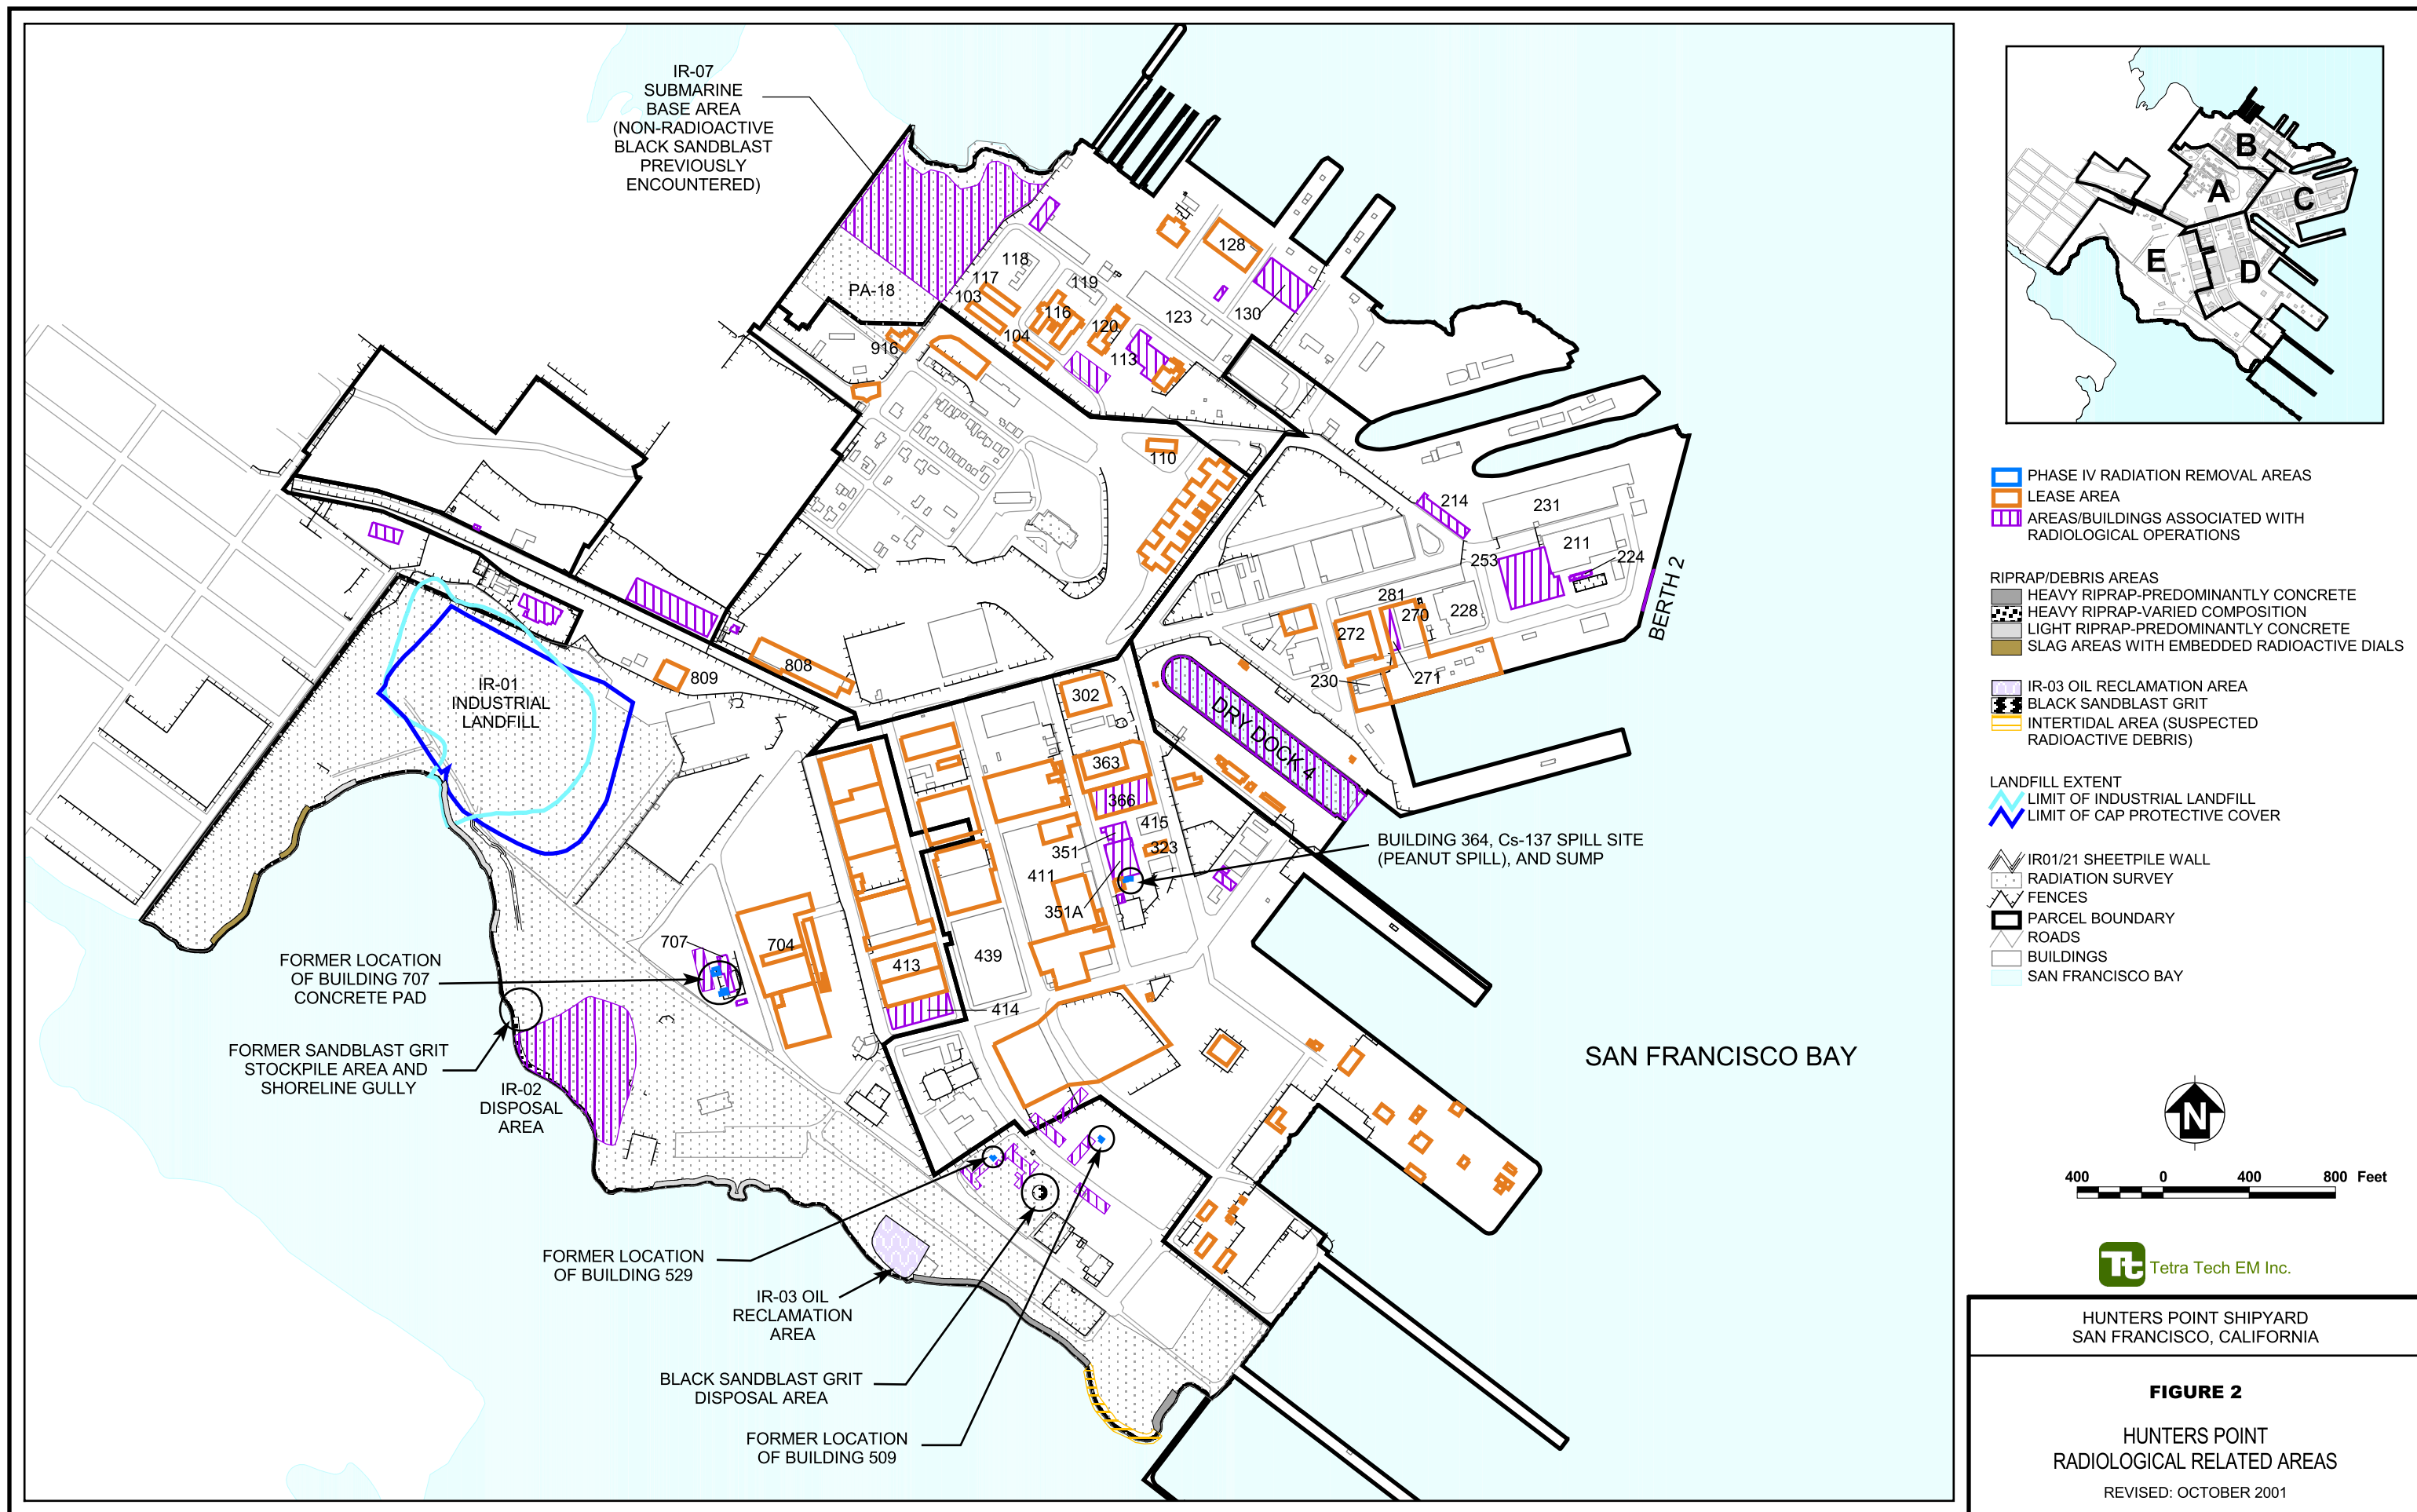 IR-07
SUBMARINE
BASE AREA
(NON-RADIOACTIVE
BLACK SANDBLAST
PREVIOUSLY
ENCOUNTERED)
PA-18
916
118
117
103
119
116
104
120
113
123
128
130
110
214
231
211
224
253
BERTH 2
281
270
228
272
271
230
DRY DOCK 4
808
809
IR-01
INDUSTRIAL
LANDFILL
302
363
366
415
351
323
411
351A
BUILDING 364, Cs-137 SPILL SITE
(PEANUT SPILL), AND SUMP
707
704
413
439
414
FORMER LOCATION
OF BUILDING 707
CONCRETE PAD
FORMER SANDBLAST GRIT
STOCKPILE AREA AND
SHORELINE GULLY
IR-02
DISPOSAL
AREA
FORMER LOCATION
OF BUILDING 529
IR-03 OIL
RECLAMATION
AREA
BLACK SANDBLAST GRIT
DISPOSAL AREA
FORMER LOCATION
OF BUILDING 509
SAN FRANCISCO BAY
B
A
C
E
D
PHASE IV RADIATION REMOVAL AREAS
LEASE AREA
AREAS/BUILDINGS ASSOCIATED WITH
RADIOLOGICAL OPERATIONS
RIPRAP/DEBRIS AREAS
HEAVY RIPRAP-PREDOMINANTLY CONCRETE
HEAVY RIPRAP-VARIED COMPOSITION
LIGHT RIPRAP-PREDOMINANTLY CONCRETE
SLAG AREAS WITH EMBEDDED RADIOACTIVE DIALS
IR-03 OIL RECLAMATION AREA
BLACK SANDBLAST GRIT
INTERTIDAL AREA (SUSPECTED
RADIOACTIVE DEBRIS)
LANDFILL EXTENT
LIMIT OF INDUSTRIAL LANDFILL
LIMIT OF CAP PROTECTIVE COVER
IR01/21 SHEETPILE WALL
RADIATION SURVEY
FENCES
PARCEL BOUNDARY
ROADS
BUILDINGS
SAN FRANCISCO BAY
N
400 0 400 800 Feet
Tt Tetra Tech EM Inc.
HUNTERS POINT SHIPYARD
SAN FRANCISCO, CALIFORNIA
FIGURE 2
HUNTERS POINT
RADIOLOGICAL RELATED AREAS
REVISED: OCTOBER 2001